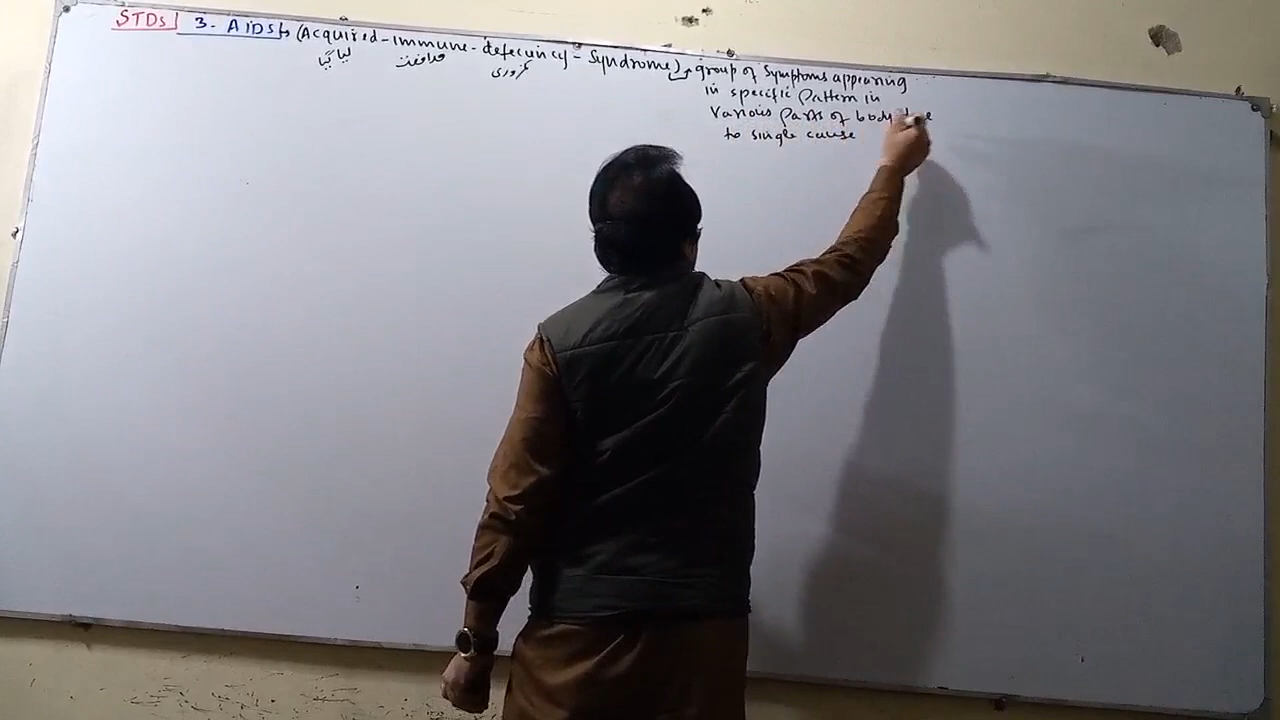 STDs 3. AIDS (Acquired-immune-defeciincy-Syndrome) group of Symptoms appearing
لیا گیا مدافعت کمزوری
in specific pattern in
various parts of body
to single cause